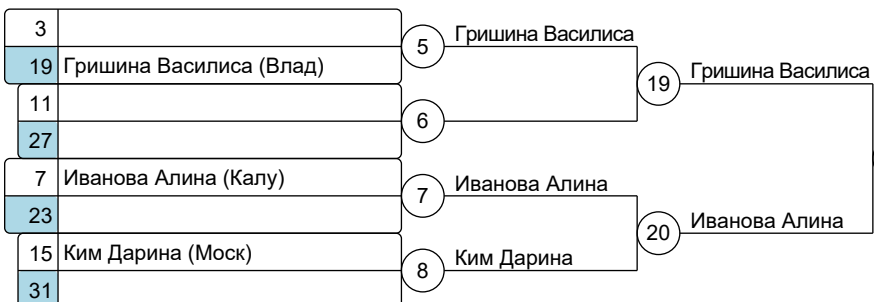 3
5
Гришина Василиса
19 Гришина Василиса (Влад)
19
Гришина Василиса
11
6
27
7 Иванова Алина (Калу)
7
Иванова Алина
23
20
Иванова Алина
15 Ким Дарина (Моск)
8
Ким Дарина
31